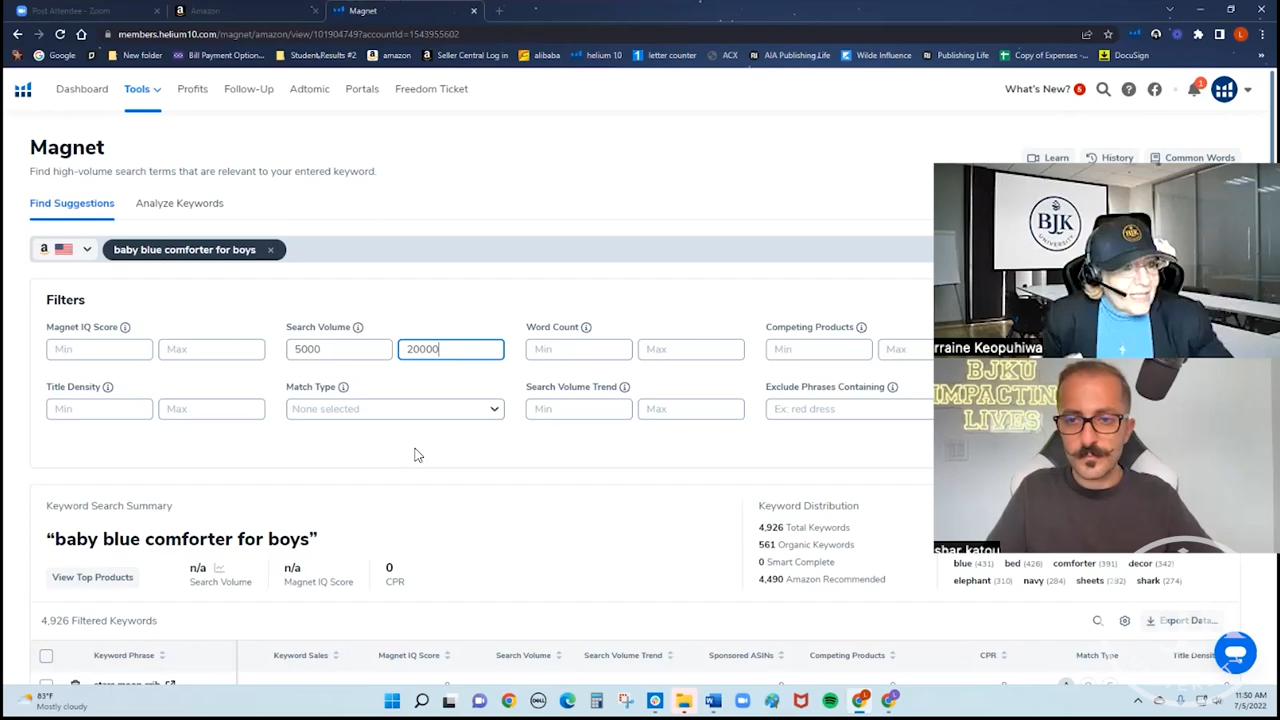 Post Attendee - Zoom
Amazon
Magnet
members.helium10.com/magnet/amazon/view/101904749?accountId=1543955602
Google New folder Bill Payment Option... Student Results #2 amazon Seller Central Log in alibaba helium 10 letter counter ACX AIA Publishing Life Wilde Influence Publishing Life Copy of Expenses -... DocuSign
Dashboard Tools Profits Follow-Up Adtomic Portals Freedom Ticket What's New? 5 1
Magnet
Find high-volume search terms that are relevant to your entered keyword.
Learn History Common Words
Find Suggestions Analyze Keywords
baby blue comforter for boys
Filters
Magnet IQ Score Search Volume Word Count Competing Products
Min Max 5000 20000 Min Max Min Max
Title Density Match Type Search Volume Trend Exclude Phrases Containing
Min Max None selected Min Max Ex: red dress
BJK
UNIVERSITY
BJK
rraine Keopuhiwa
BJKU
IMPACTING
LIVES
sbar katou
Keyword Search Summary
“baby blue comforter for boys”
View Top Products
n/a n/a 0
Search Volume Magnet IQ Score CPR
Keyword Distribution
4,926 Total Keywords
561 Organic Keywords
0 Smart Complete
4,490 Amazon Recommended
blue (431) bed (426) comforter (391) decor (342)
elephant (310) navy (284) sheets (282) shark (274)
4,926 Filtered Keywords
Export Data...
Keyword Phrase Keyword Sales Magnet IQ Score Search Volume Search Volume Trend Sponsored ASINs Competing Products CPR Match Type Title Densit
stars moon crib
83°F
Mostly cloudy
11:50 AM
7/5/2022